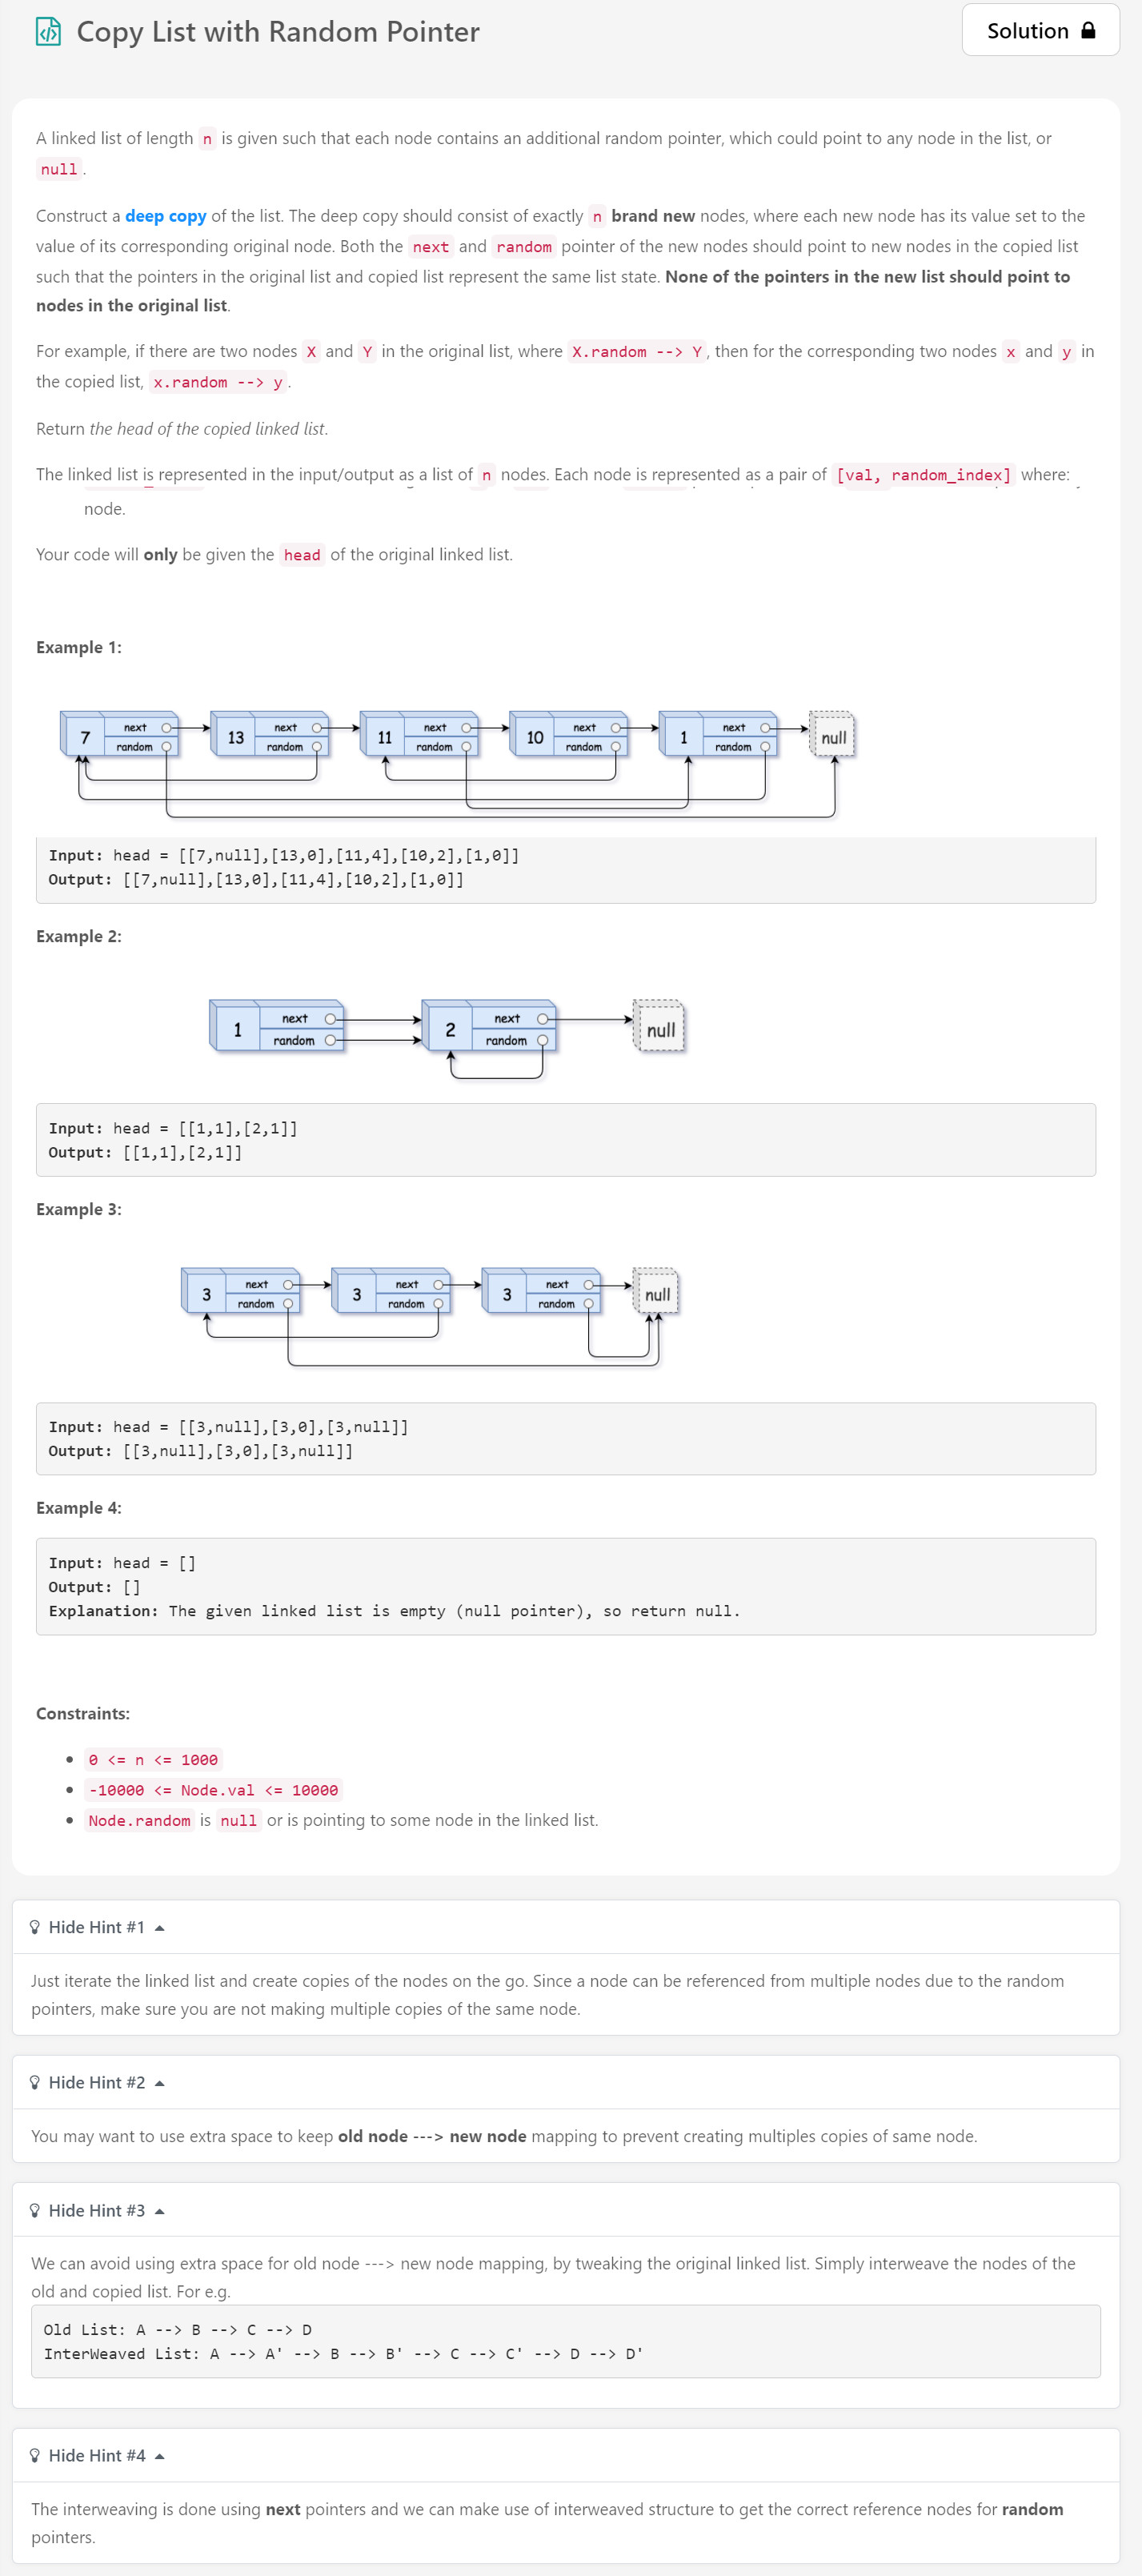 Copy List with Random Pointer
Solution
A linked list of length n is given such that each node contains an additional random pointer, which could point to any node in the list, or
null.
Construct a deep copy of the list. The deep copy should consist of exactly n brand new nodes, where each new node has its value set to the
value of its corresponding original node. Both the next and random pointer of the new nodes should point to new nodes in the copied list
such that the pointers in the original list and copied list represent the same list state. None of the pointers in the new list should point to
nodes in the original list.
For example, if there are two nodes X and Y in the original list, where X.random --> Y, then for the corresponding two nodes x and y in
the copied list, x.random --> y.
Return the head of the copied linked list.
The linked list is represented in the input/output as a list of n nodes. Each node is represented as a pair of [val, random_index] where:
node.
Your code will only be given the head of the original linked list.
Example 1:
7 next 13 next 11 next 10 next 1 next null
random random random random random
Input: head = [[7,null],[13,0],[11,4],[10,2],[1,0]]
Output: [[7,null],[13,0],[11,4],[10,2],[1,0]]
Example 2:
1 next 2 next null
random random
Input: head = [[1,1],[2,1]]
Output: [[1,1],[2,1]]
Example 3:
3 next 3 next 3 next null
random random random
Input: head = [[3,null],[3,0],[3,null]]
Output: [[3,null],[3,0],[3,null]]
Example 4:
Input: head = []
Output: []
Explanation: The given linked list is empty (null pointer), so return null.
Constraints:
0 <= n <= 1000
-10000 <= Node.val <= 10000
Node.random is null or is pointing to some node in the linked list.
Hide Hint #1
Just iterate the linked list and create copies of the nodes on the go. Since a node can be referenced from multiple nodes due to the random
pointers, make sure you are not making multiple copies of the same node.
Hide Hint #2
You may want to use extra space to keep old node ---> new node mapping to prevent creating multiples copies of same node.
Hide Hint #3
We can avoid using extra space for old node ---> new node mapping, by tweaking the original linked list. Simply interweave the nodes of the
old and copied list. For e.g.
Old List: A --> B --> C --> D
InterWeaved List: A --> A' --> B --> B' --> C --> C' --> D --> D'
Hide Hint #4
The interweaving is done using next pointers and we can make use of interweaved structure to get the correct reference nodes for random
pointers.